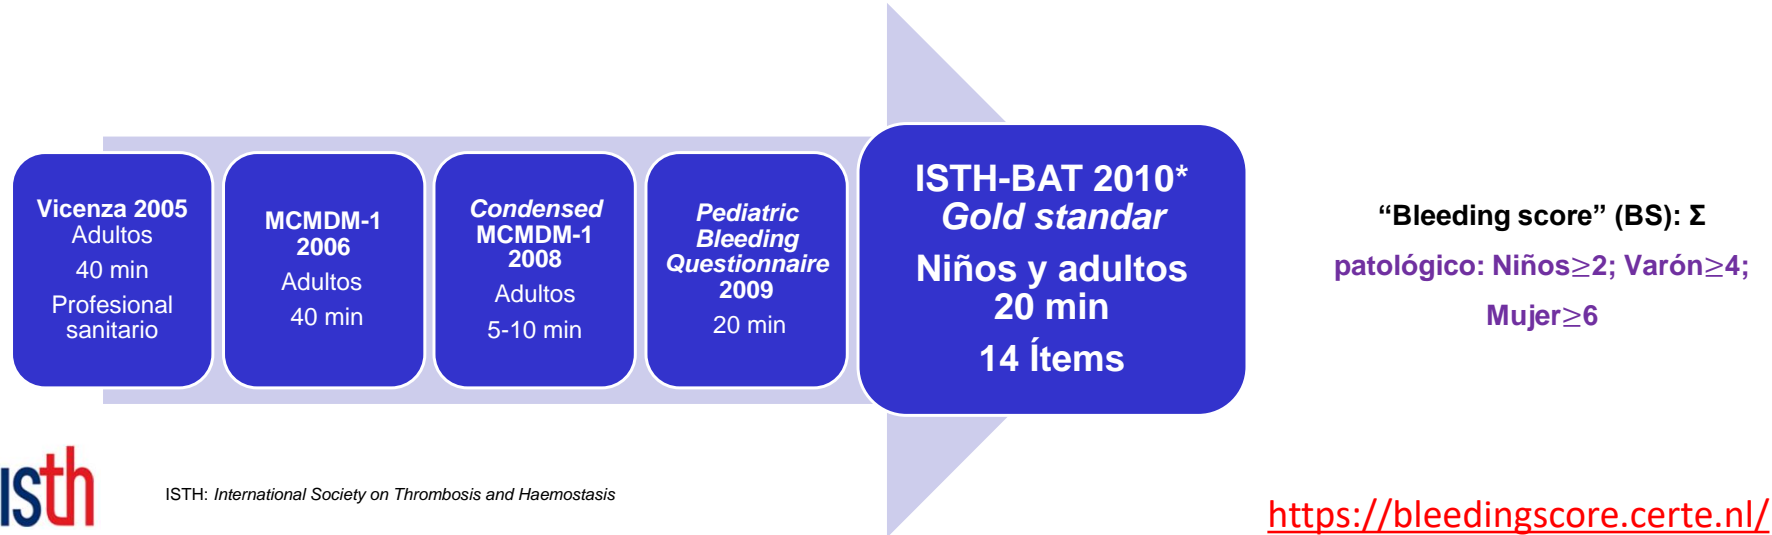 Vicenza 2005
Adultos
40 min
Profesional
sanitario
MCMDM-1
2006
Adultos
40 min
Condensed
MCMDM-1
2008
Adultos
5-10 min
Pediatric
Bleeding
Questionnaire
2009
20 min
ISTH-BAT 2010*
Gold standar
Niños y adultos
20 min
14 Ítems
“Bleeding score” (BS): Σ
patológico: Niños≥2; Varón≥4;
Mujer≥6
isth
ISTH: International Society on Thrombosis and Haemostasis
https://bleedingscore.certe.nl/